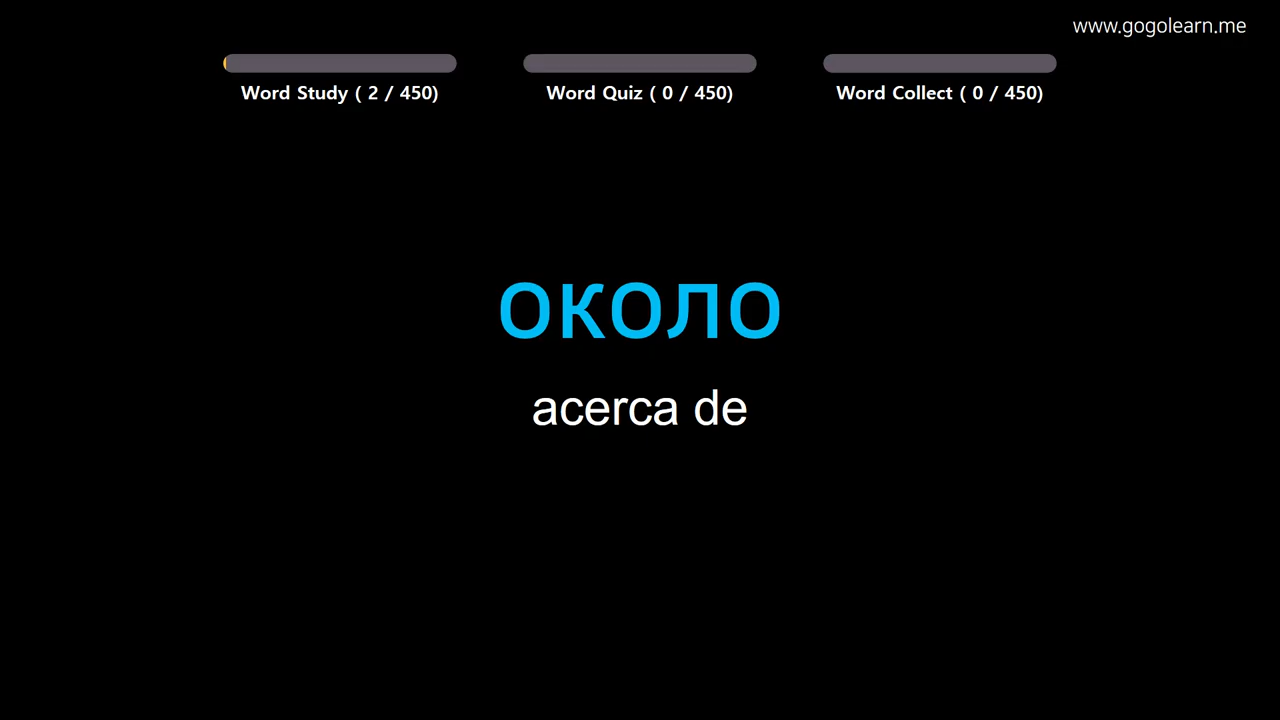 www.gogolearn.me
Word Study ( 2 / 450)
Word Quiz ( 0 / 450)
Word Collect ( 0 / 450)
около
acerca de